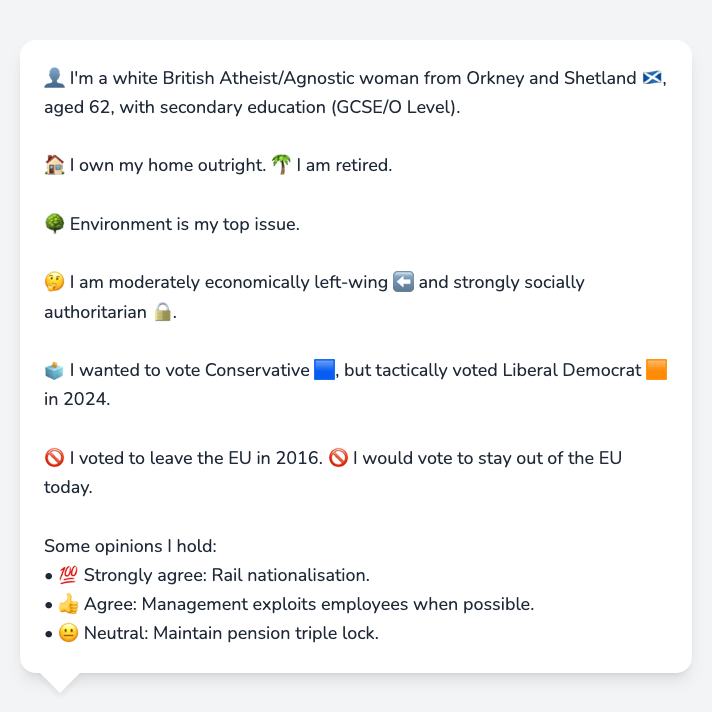 👤 I'm a white British Atheist/Agnostic woman from Orkney and Shetland 🏴󠁧󠁢󠁳󠁣󠁴󠁿,
aged 62, with secondary education (GCSE/O Level).
🏠 I own my home outright. 🌴 I am retired.
🌳 Environment is my top issue.
🤔 I am moderately economically left-wing ⬅️ and strongly socially
authoritarian 🔒.
🗳️ I wanted to vote Conservative 🟦, but tactically voted Liberal Democrat 🟧
in 2024.
🚫 I voted to leave the EU in 2016. 🚫 I would vote to stay out of the EU
today.
Some opinions I hold:
• 💯 Strongly agree: Rail nationalisation.
• 👍 Agree: Management exploits employees when possible.
• 😐 Neutral: Maintain pension triple lock.